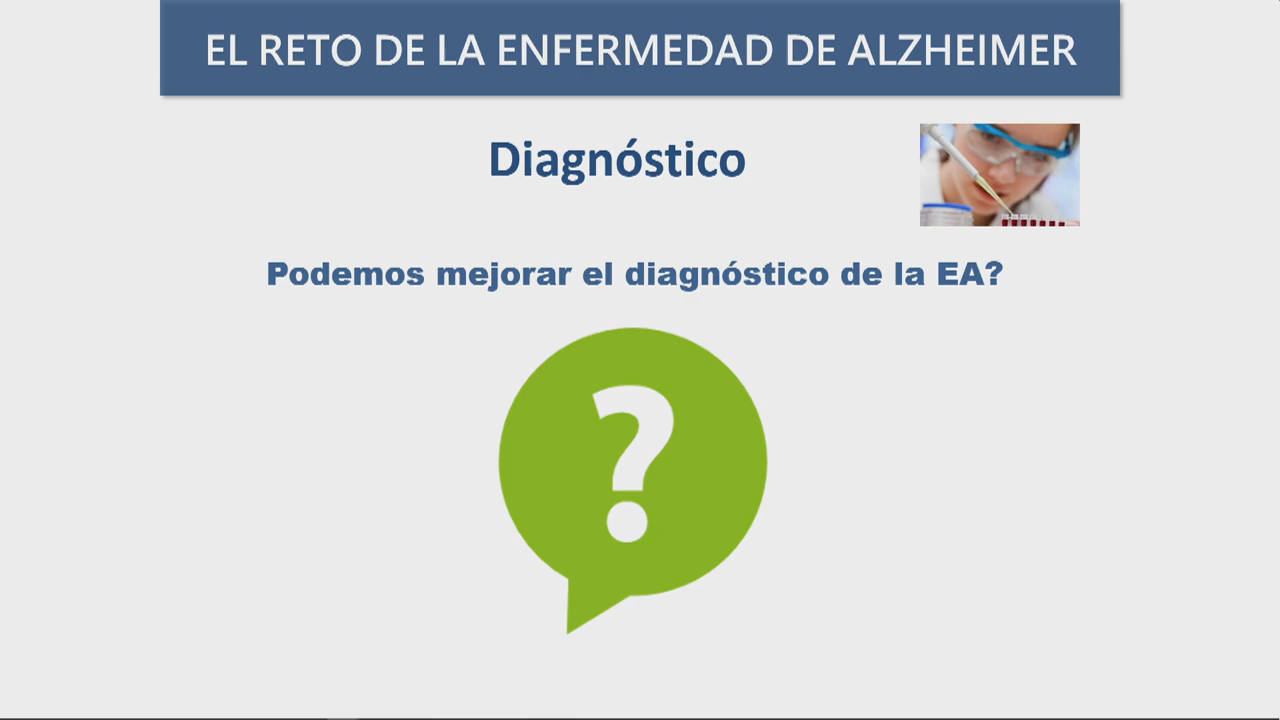 EL RETO DE LA ENFERMEDAD DE ALZHEIMER
Diagnóstico
Podemos mejorar el diagnóstico de la EA?
?